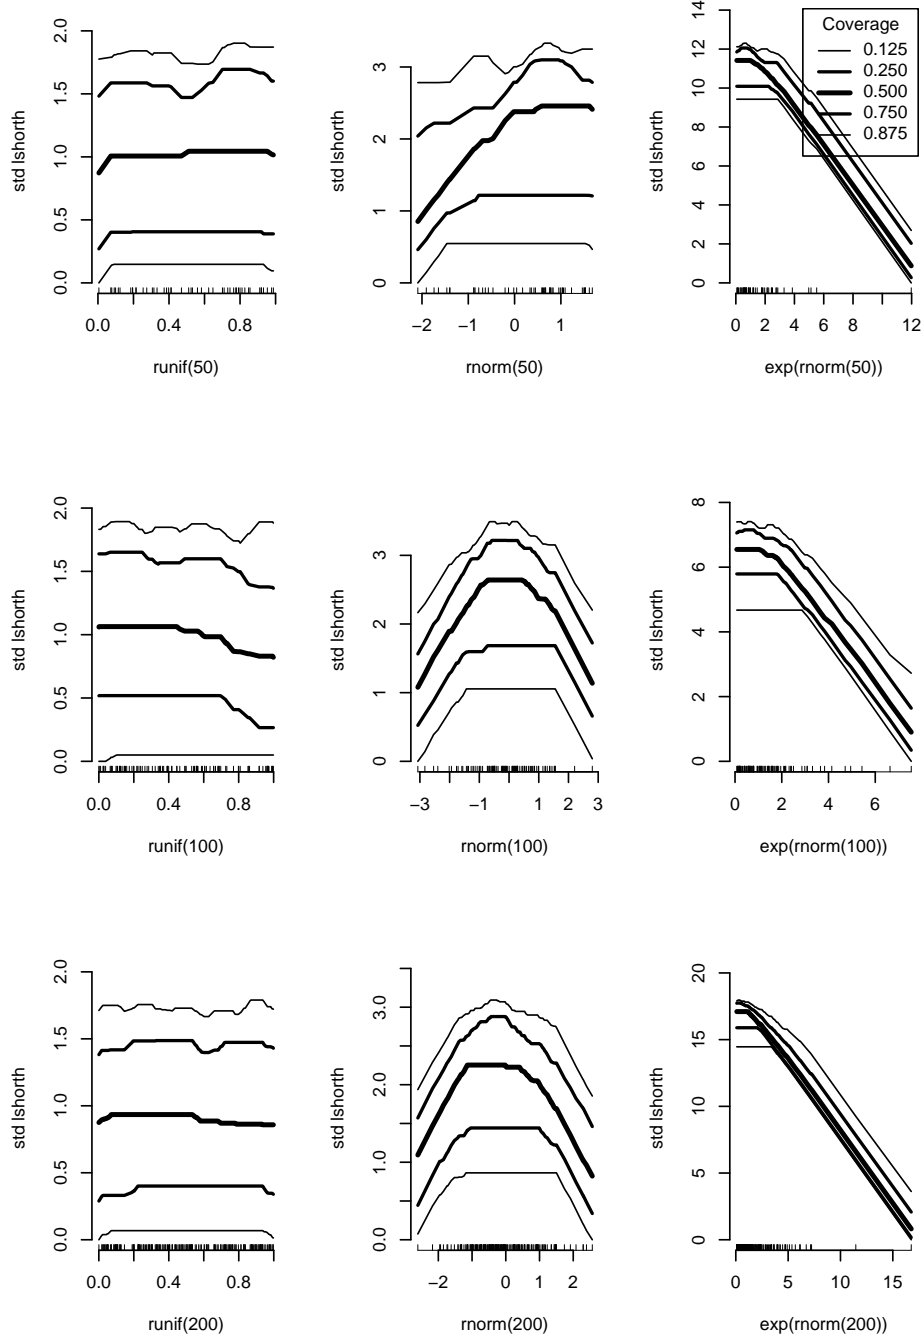 2.0
1.5
1.0
0.5
0.0
std lshorth
0.0 0.4 0.8
runif(50)
3
2
1
0
std lshorth
−2 −1 0 1
rnorm(50)
14
12
10
8
6
4
2
0
std lshorth
Coverage
0.125
0.250
0.500
0.750
0.875
0 2 4 6 8 12
exp(rnorm(50))
2.0
1.5
1.0
0.5
0.0
std lshorth
0.0 0.4 0.8
runif(100)
3
2
1
0
std lshorth
−3 −1 0 1 2 3
rnorm(100)
8
6
4
2
0
std lshorth
0 2 4 6
exp(rnorm(100))
2.0
1.5
1.0
0.5
0.0
std lshorth
0.0 0.4 0.8
runif(200)
3.0
2.0
1.0
0.0
std lshorth
−2 0 1 2
rnorm(200)
20
15
10
5
0
std lshorth
0 5 10 15
exp(rnorm(200))